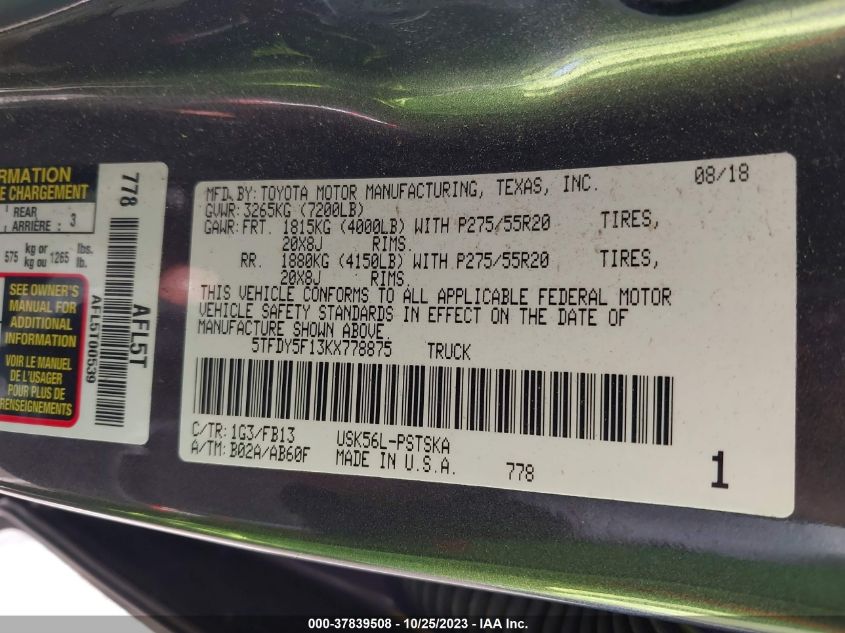 RMATION
E CHARGEMENT
REAR
ARRIÈRE : 3
575 kg or kg ou 1265 lbs. lb.
SEE OWNER'S
MANUAL FOR
ADDITIONAL
INFORMATION
VOIR LE MANUEL
DE L'USAGER
POUR PLUS DE
RENSEIGNEMENTS
778
AFL5T
AFL5T00539
MFD. BY: TOYOTA MOTOR MANUFACTURING, TEXAS, INC. 08/18
GVWR: 3265KG (7200LB)
GAWR: FRT. 1815KG (4000LB) WITH P275/55R20 TIRES,
20X8J RIMS.
RR. 1880KG (4150LB) WITH P275/55R20 TIRES,
20X8J RIMS.
THIS VEHICLE CONFORMS TO ALL APPLICABLE FEDERAL MOTOR
VEHICLE SAFETY STANDARDS IN EFFECT ON THE DATE OF
MANUFACTURE SHOWN ABOVE.
5TFDY5F13KX778875 TRUCK
C/TR: 1G3/FB13 USK56L-PSTSKA
A/TM: B02A/AB60F MADE IN U.S.A. 778 1
000-37839508 - 10/25/2023 - IAA Inc.